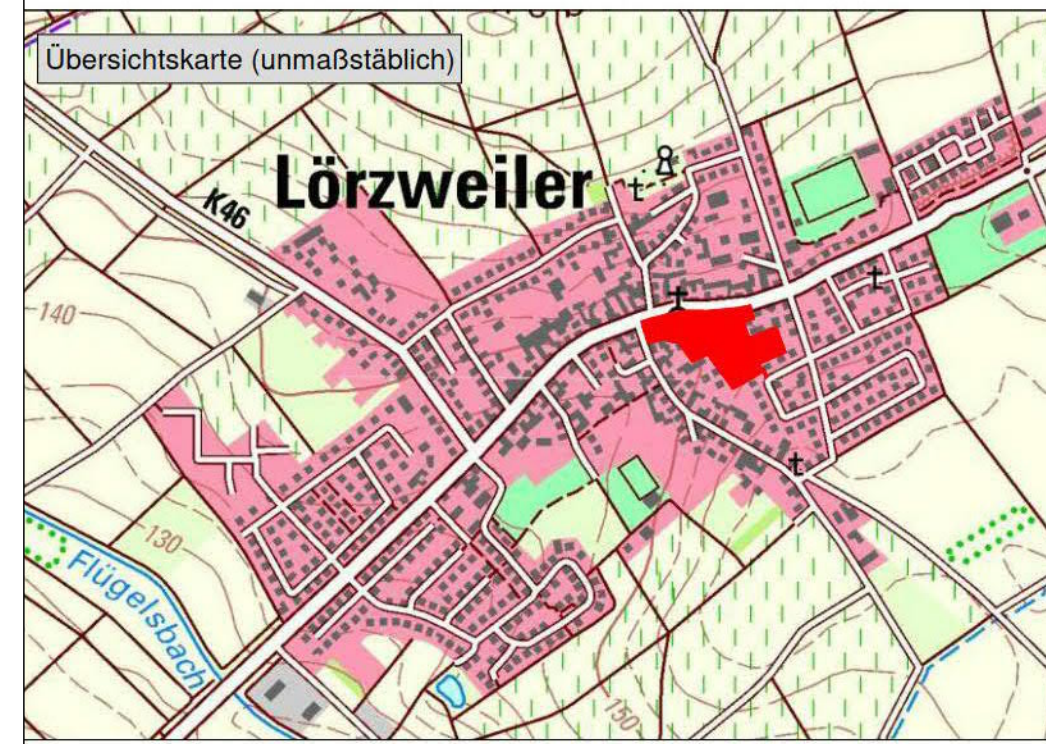 Übersichtskarte (unmaßstäblich)
Lörzweiler
K46
140
130
Flügelsbach
150